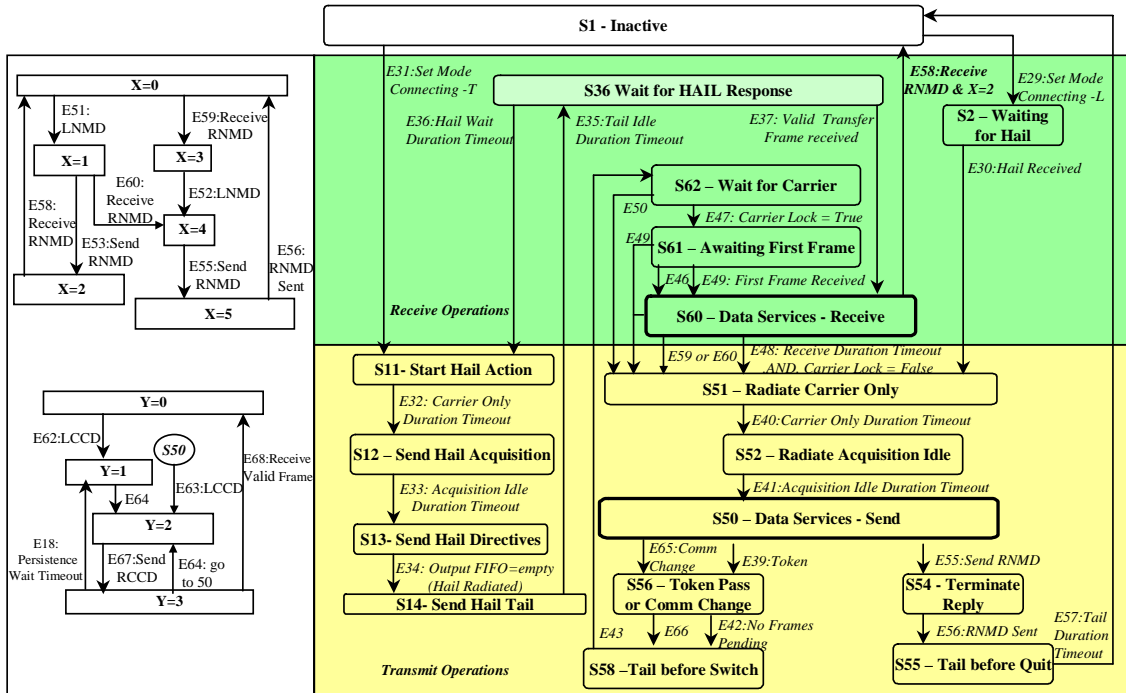 S1 - Inactive
X=0
E51:
LNMD
E59:Receive
RNMD
X=1
X=3
E60:
Receive
RNMD
E52:LNMD
E58:
Receive
RNMD
X=4
E53:Send
RNMD
E55:Send
RNMD
E56:
RNMD
Sent
X=2
X=5
Y=0
E62:LCCD
S50
Y=1
E63:LCCD
E68:Receive
Valid Frame
E64
Y=2
E18:
Persistence
Wait Timeout
E67:Send
RCCD
E64: go
to 50
Y=3
E31:Set Mode
Connecting -T
S36 Wait for HAIL Response
E58:Receive
RNMD & X=2
E29:Set Mode
Connecting -L
E36:Hail Wait
Duration Timeout
E35:Tail Idle
Duration Timeout
E37: Valid Transfer
Frame received
S2 – Waiting
for Hail
E30:Hail Received
S62 – Wait for Carrier
E50
E47: Carrier Lock = True
E49
S61 – Awaiting First Frame
E46
E49: First Frame Received
Receive Operations
S60 – Data Services - Receive
E59 or E60
E48: Receive Duration Timeout
.AND. Carrier Lock = False
S11- Start Hail Action
S51 – Radiate Carrier Only
E32: Carrier Only
Duration Timeout
E40:Carrier Only Duration Timeout
S12 – Send Hail Acquisition
S52 – Radiate Acquisition Idle
E33: Acquisition Idle
Duration Timeout
E41:Acquisition Idle Duration Timeout
S50 – Data Services - Send
S13- Send Hail Directives
E65:Comm
Change
E39:Token
E55:Send RNMD
E34: Output FIFO=empty
(Hail Radiated)
S56 – Token Pass
or Comm Change
S54 - Terminate
Reply
S14- Send Hail Tail
E43
E66
E42:No Frames
Pending
E56:RNMD Sent
E57:Tail
Duration
Timeout
Transmit Operations
S58 –Tail before Switch
S55 – Tail before Quit